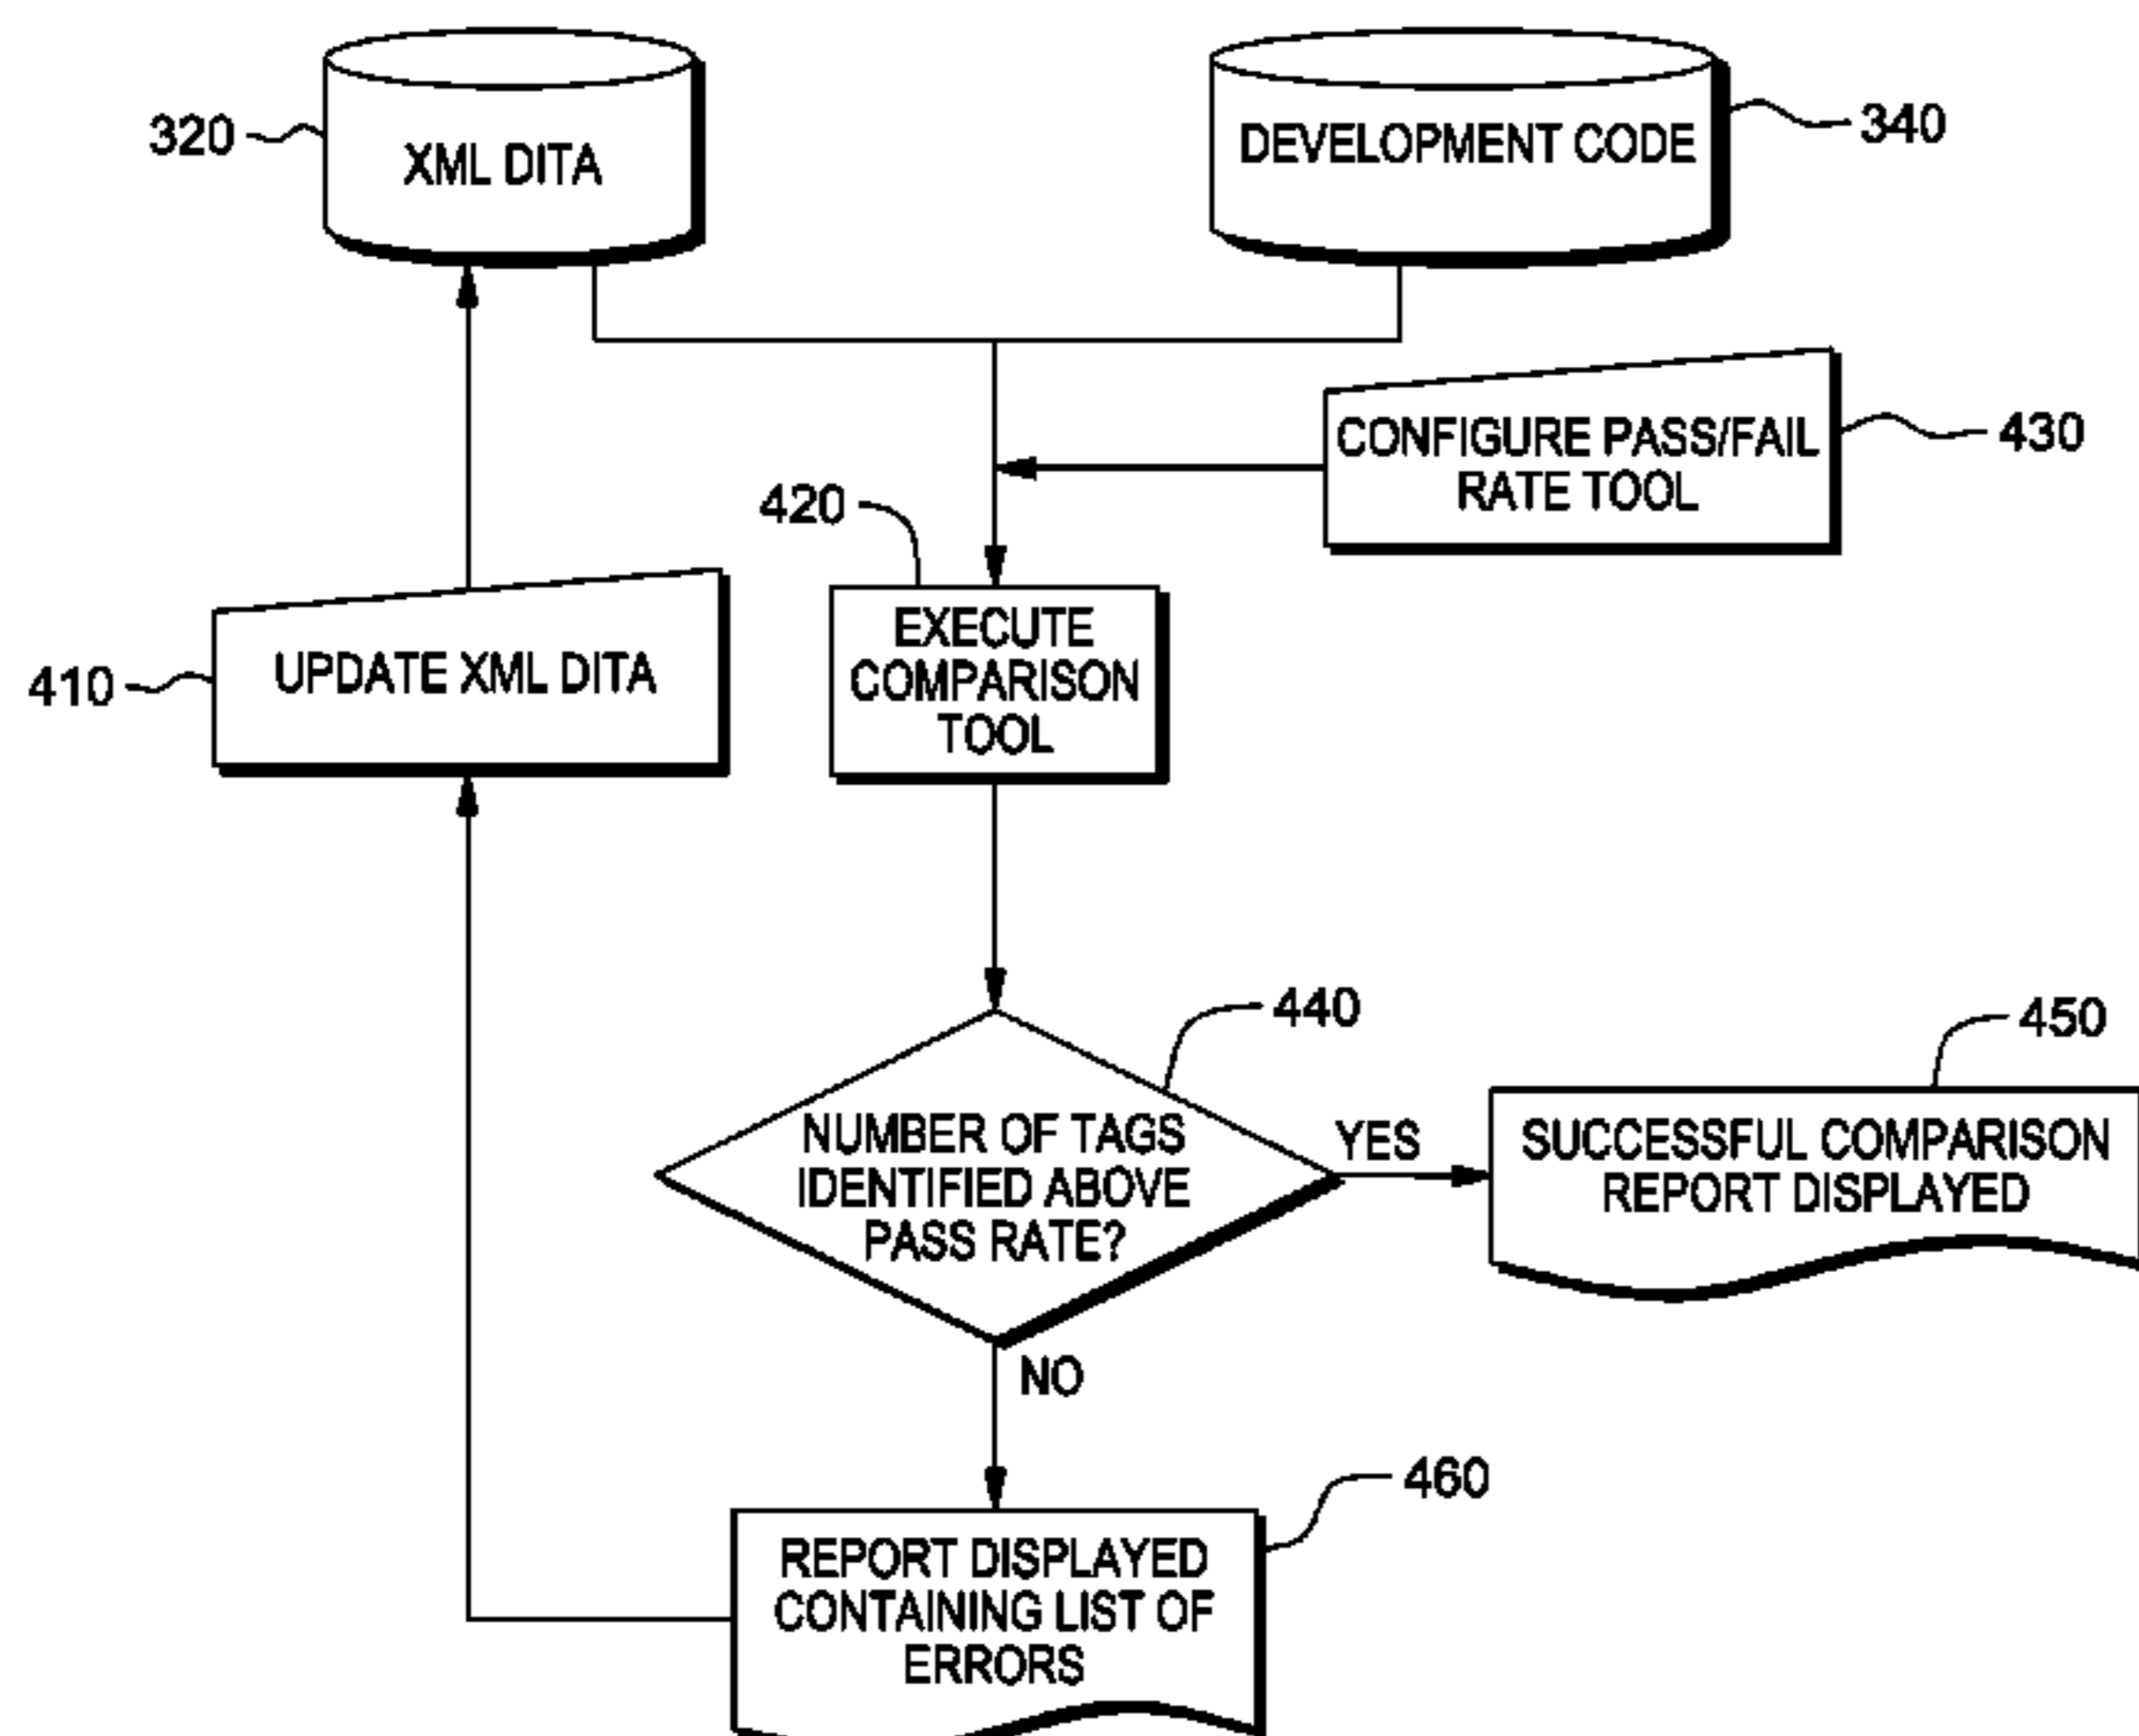 320
XML DITA
DEVELOPMENT CODE
340
CONFIGURE PASS/FAIL
RATE TOOL
430
420
EXECUTE
COMPARISON
TOOL
410
UPDATE XML DITA
440
NUMBER OF TAGS
IDENTIFIED ABOVE
PASS RATE?
YES
450
SUCCESSFUL COMPARISON
REPORT DISPLAYED
NO
460
REPORT DISPLAYED
CONTAINING LIST OF
ERRORS